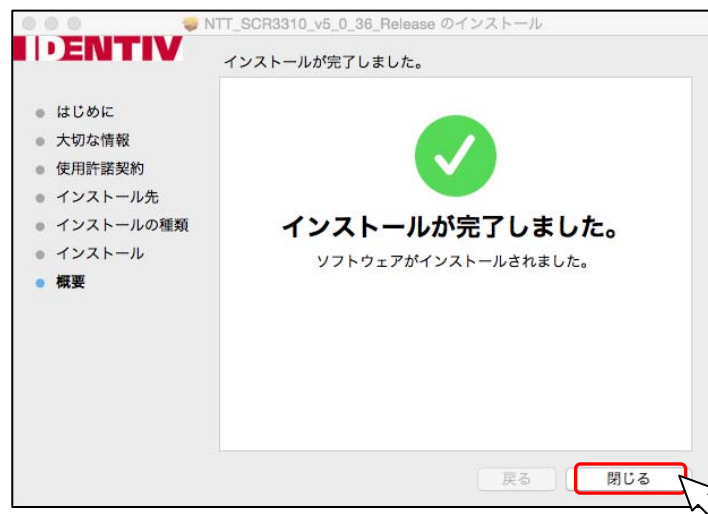 NTT_SCR3310_v5_0_36_Release のインストール
IDENTIV
インストールが完了しました。
はじめに
大切な情報
使用許諾契約
インストール先
インストールの種類
インストール
概要
インストールが完了しました。
ソフトウェアがインストールされました。
戻る
閉じる